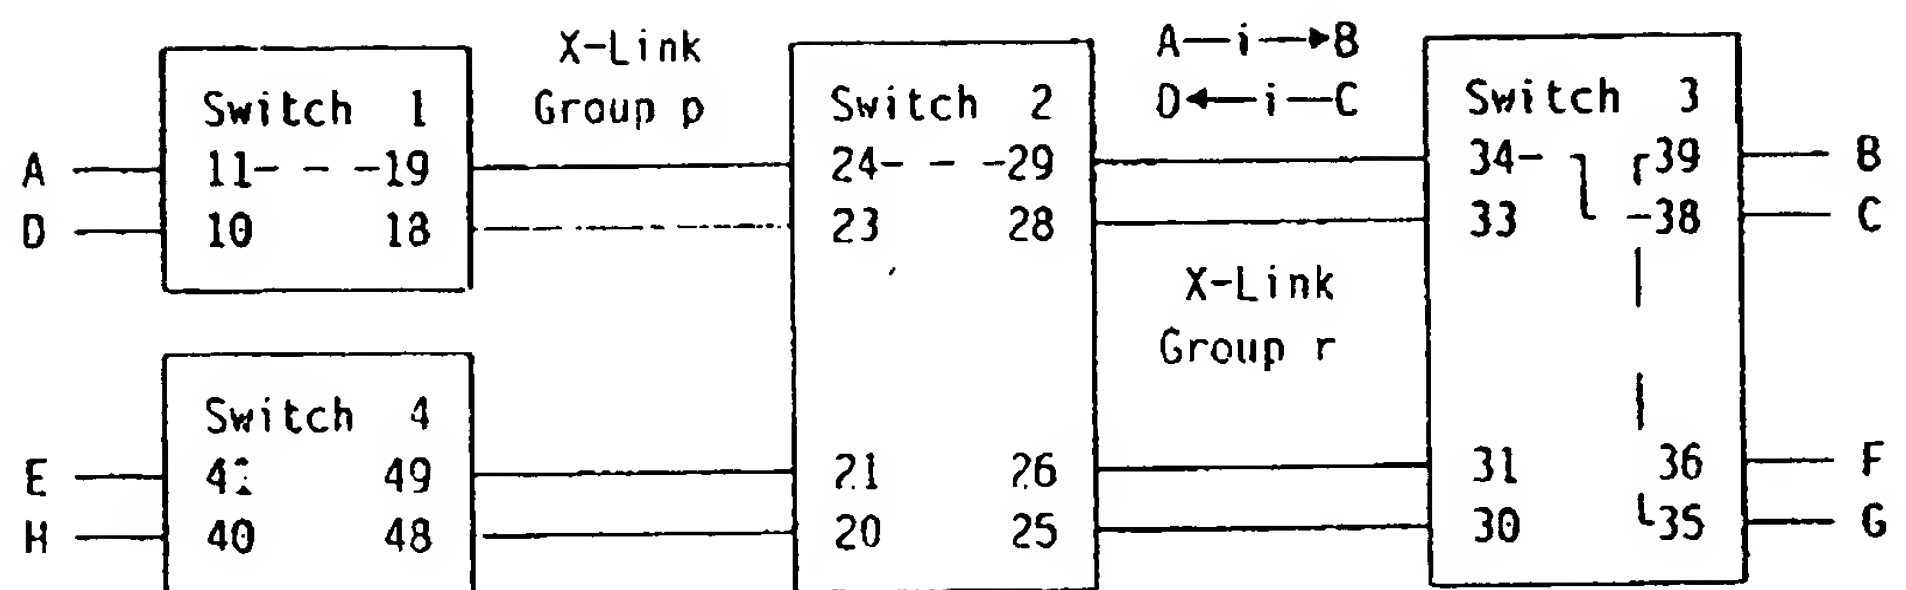 X-Link
Group p
A—i→B
D←i—C
Switch 1
Switch 2
Switch 3
A 11- - -19 24- - -29 34- 39 B
D 10 18 23 28 33 -38 C
X-Link
Group r
Switch 4
E 41 49 21 26 31 36 F
H 40 48 20 25 30 35 G